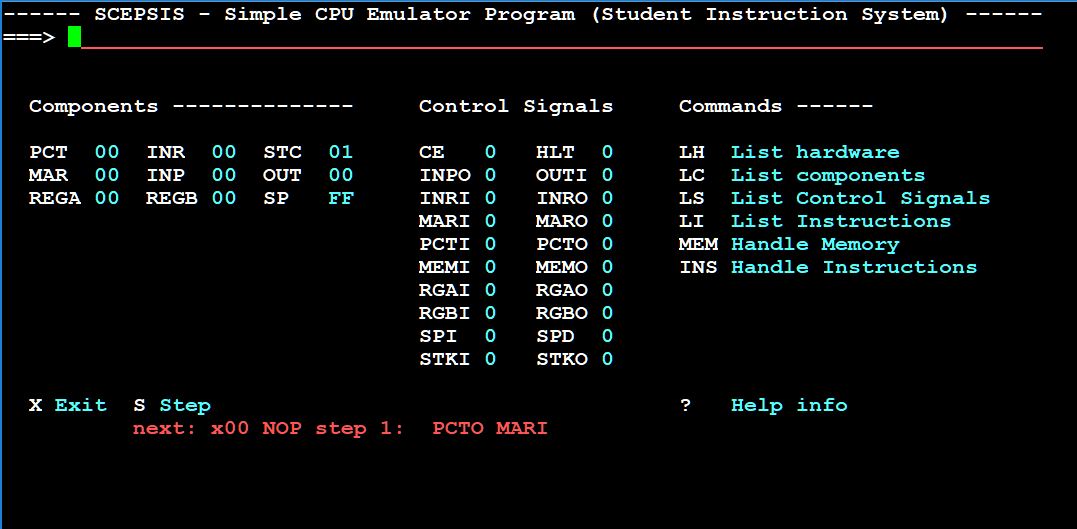 ------ SCEPSIS - Simple CPU Emulator Program (Student Instruction System) ------
===>
Components -------------- Control Signals Commands ------
PCT 00 INR 00 STC 01 CE 0 HLT 0 LH List hardware
MAR 00 INP 00 OUT 00 INPO 0 OUTI 0 LC List components
REGA 00 REGB 00 SP FF INRI 0 INRO 0 LS List Control Signals
MARI 0 MARO 0 LI List Instructions
PCTI 0 PCTO 0 MEM Handle Memory
MEMI 0 MEMO 0 INS Handle Instructions
RGAI 0 RGAO 0
RGBI 0 RGBO 0
SPI 0 SPD 0
STKI 0 STKO 0
X Exit S Step ? Help info
next: x00 NOP step 1: PCTO MARI